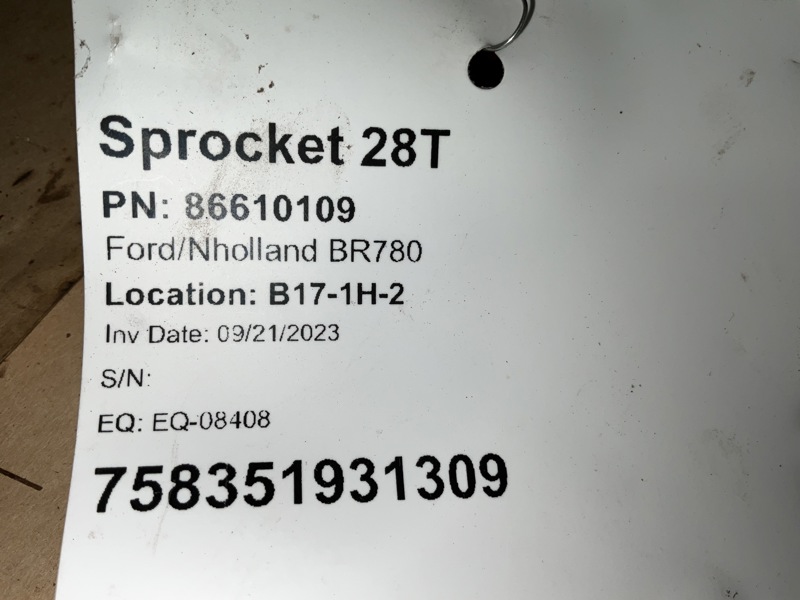 Sprocket 28T
PN: 86610109
Ford/Nholland BR780
Location: B17-1H-2
Inv Date: 09/21/2023
S/N:
EQ: EQ-08408
758351931309